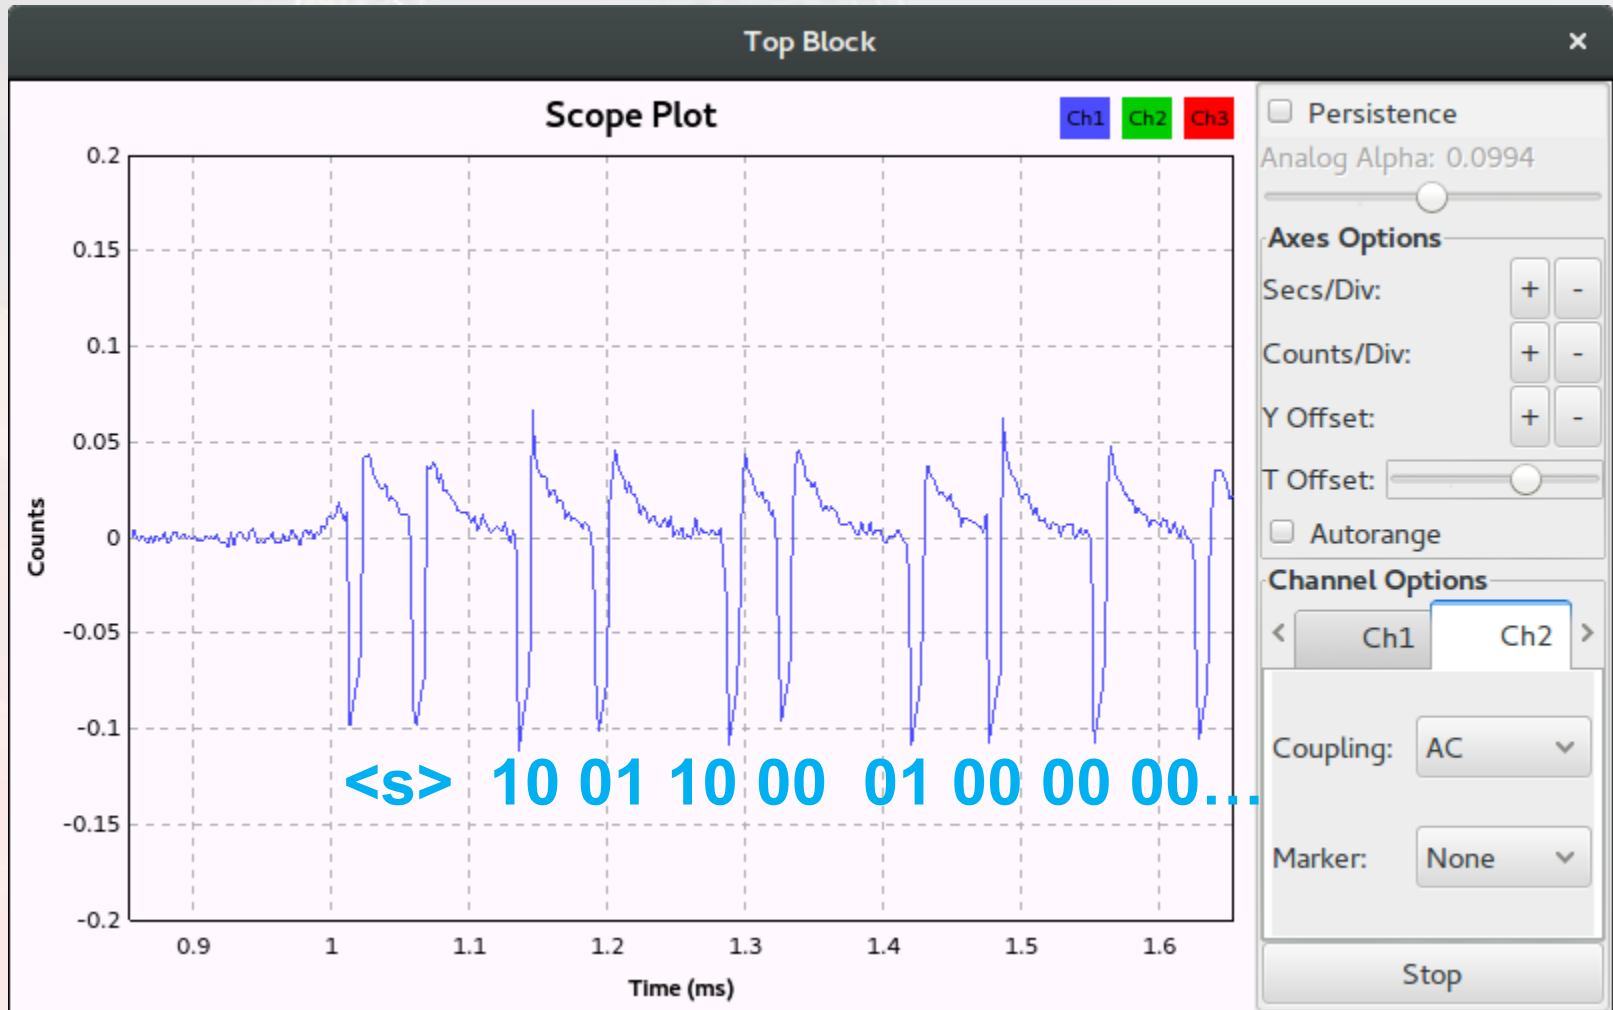 Top Block ×
Scope Plot
Ch1 Ch2 Ch3
0.2
0.15
0.1
0.05
0
-0.05
-0.1
-0.15
-0.2
Counts
<s> 10 01 10 00 01 00 00 00...
0.9 1 1.1 1.2 1.3 1.4 1.5 1.6
Time (ms)
Persistence
Analog Alpha: 0.0994
Axes Options
Secs/Div: + -
Counts/Div: + -
Y Offset: + -
T Offset:
Autorange
Channel Options
< Ch1 Ch2 >
Coupling: AC
Marker: None
Stop